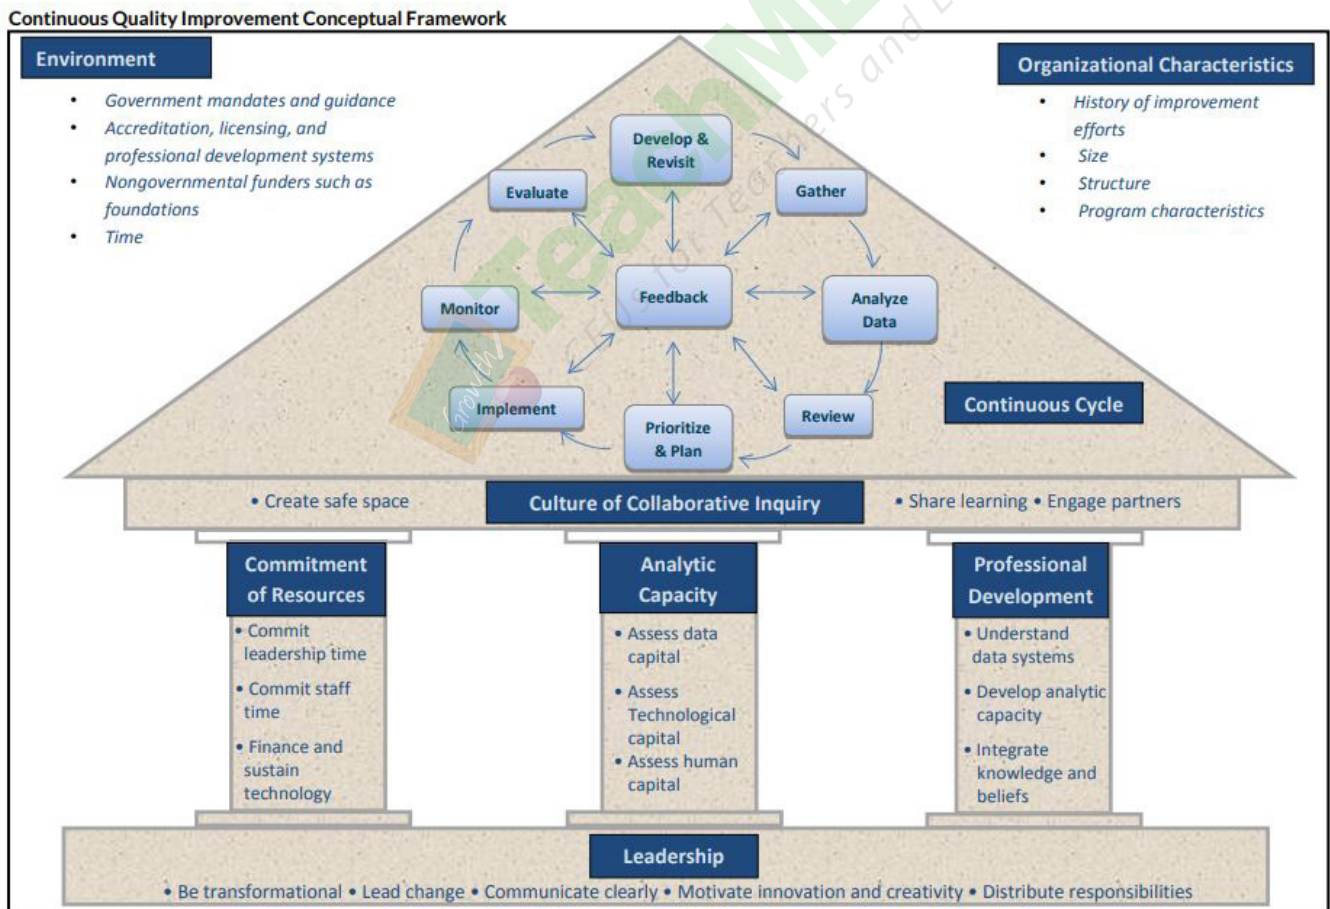 Continuous Quality Improvement Conceptual Framework
Environment
• Government mandates and guidance
• Accreditation, licensing, and
professional development systems
• Nongovernmental funders such as
foundations
• Time
Organizational Characteristics
• History of improvement
efforts
• Size
• Structure
• Program characteristics
Develop &
Revisit
Gather
Analyze
Data
Review
Prioritize
& Plan
Implement
Monitor
Evaluate
Feedback
Continuous Cycle
• Create safe space
Culture of Collaborative Inquiry
• Share learning • Engage partners
Commitment
of Resources
• Commit
leadership time
• Commit staff
time
• Finance and
sustain
technology
Analytic
Capacity
• Assess data
capital
• Assess
Technological
capital
• Assess human
capital
Professional
Development
• Understand
data systems
• Develop analytic
capacity
• Integrate
knowledge and
beliefs
Leadership
• Be transformational • Lead change • Communicate clearly • Motivate innovation and creativity • Distribute responsibilities
Growth
CEUs for Teachers and